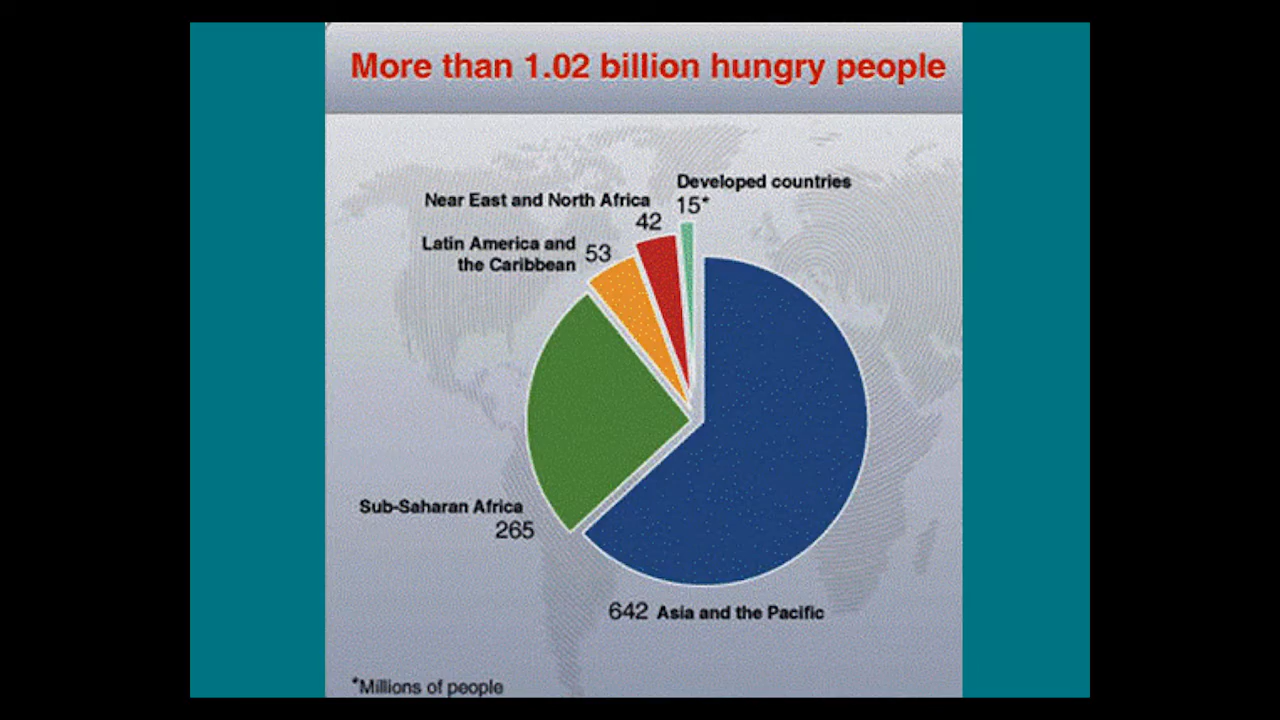 More than 1.02 billion hungry people
Developed countries
15*
Near East and North Africa
42
Latin America and
the Caribbean
53
Sub-Saharan Africa
265
642 Asia and the Pacific
*Millions of people